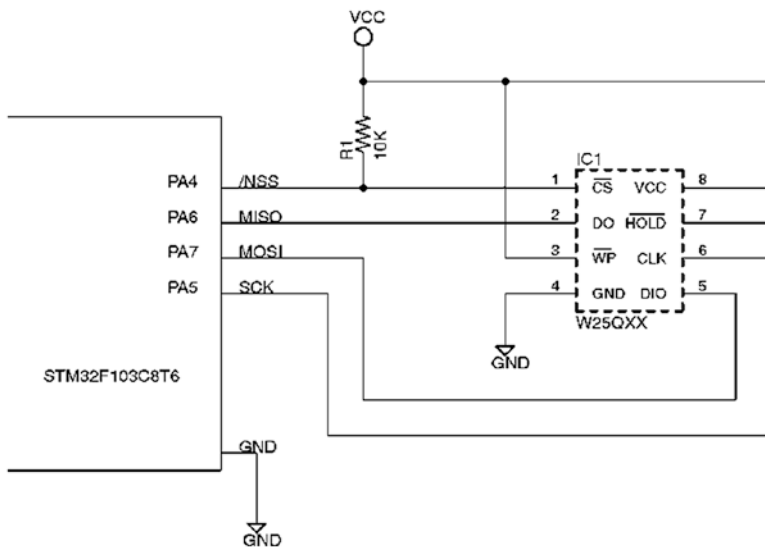 VCC
R1
10K
IC1
PA4 /NSS 1 CS VCC 8
PA6 MISO 2 DO HOLD 7
PA7 MOSI 3 WP CLK 6
PA5 SCK 4 GND DIO 5
W25QXX
GND
STM32F103C8T6
GND
GND